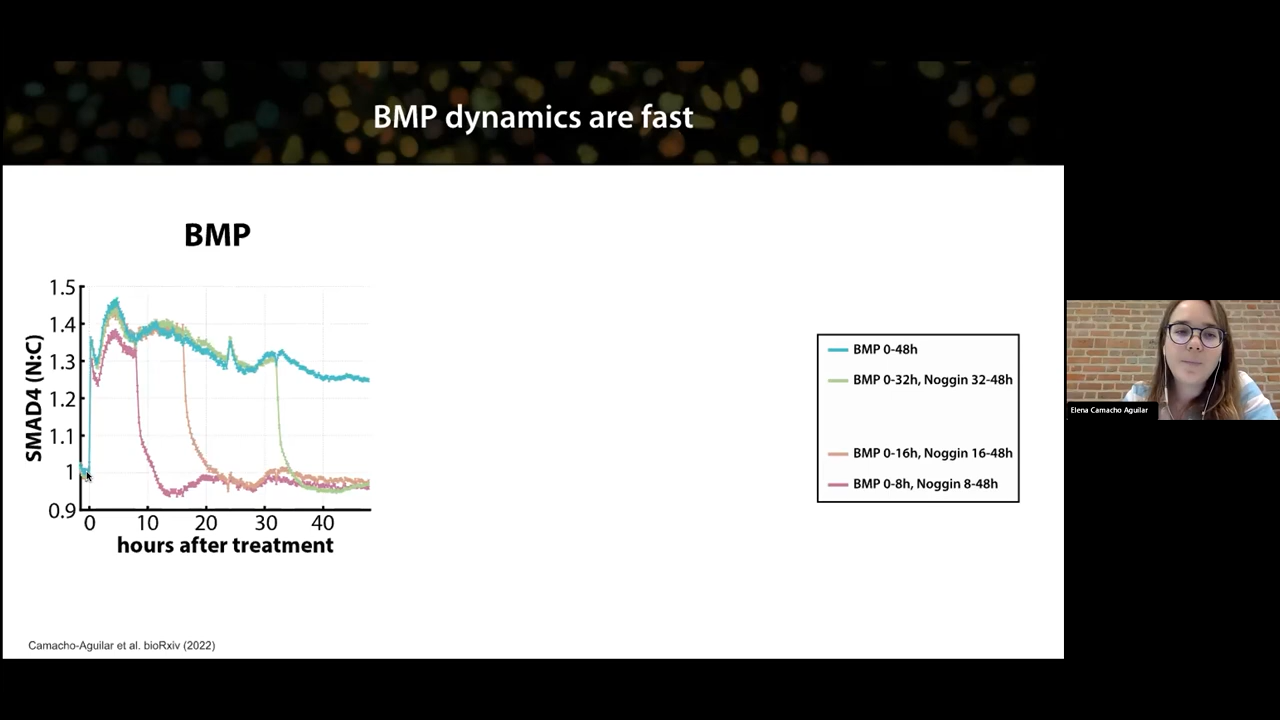 BMP dynamics are fast
BMP
1.5
1.4
1.3
1.2
1.1
1
0.9
SMAD4 (N:C)
0 10 20 30 40
hours after treatment
BMP 0-48h
BMP 0-32h, Noggin 32-48h
BMP 0-16h, Noggin 16-48h
BMP 0-8h, Noggin 8-48h
Elena Camacho Aguilar
Camacho-Aguilar et al. bioRxiv (2022)